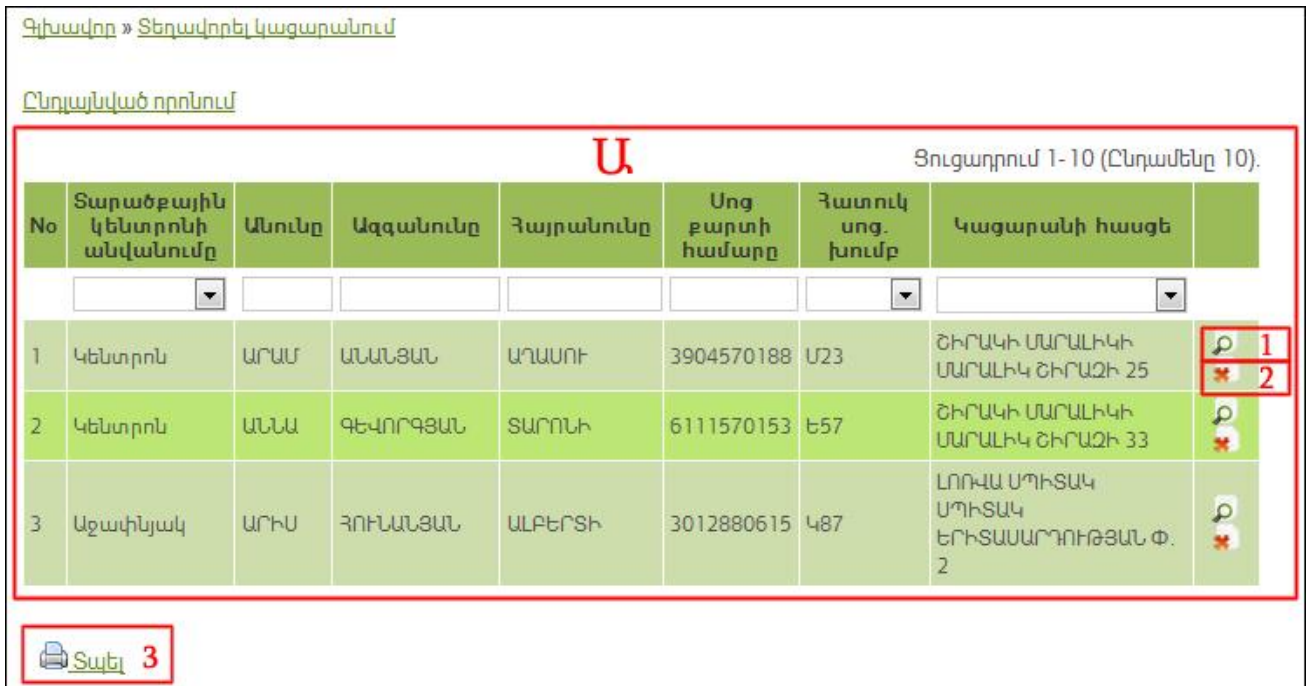 Գլխավոր » Տեղավորել կացարանում
Ընդլայնված որոնում
Ա
Ցուցադրում 1-10 (Ընդամենը 10).
No Տարածքային կենտրոնի անվանումը Անունը Ազգանունը Հայրանունը Սոց քարտի համարը Հատուկ սոց. խումբ Կացարանի հասցե
1 Կենտրոն ԱՐԱՄ ԱՆԱՆՅԱՆ ԱՂԱՍՈՒ 3904570188 Մ23 ՇԻՐԱԿԻ ՄԱՐԱԼԻԿԻ
ՄԱՐԱԼԻԿ ՇԻՐԱԶԻ 25
1
2
2 Կենտրոն ԱՆՆԱ ԳԵՎՈՐԳՅԱՆ ՏԱՐՈՆԻ 6111570153 Ե57 ՇԻՐԱԿԻ ՄԱՐԱԼԻԿԻ
ՄԱՐԱԼԻԿ ՇԻՐԱԶԻ 33
3 Աջափնյակ ԱՐԻՍ ՀՈՒՆԱՆՅԱՆ ԱԼԲԵՐՏԻ 3012880615 Կ87 ԼՈՌՎԱ ՍՊԻՏԱԿ
ՍՊԻՏԱԿ
ԵՐԻՏԱՍԱՐԴՈՒԹՅԱՆ Փ.
2
Տպել 3